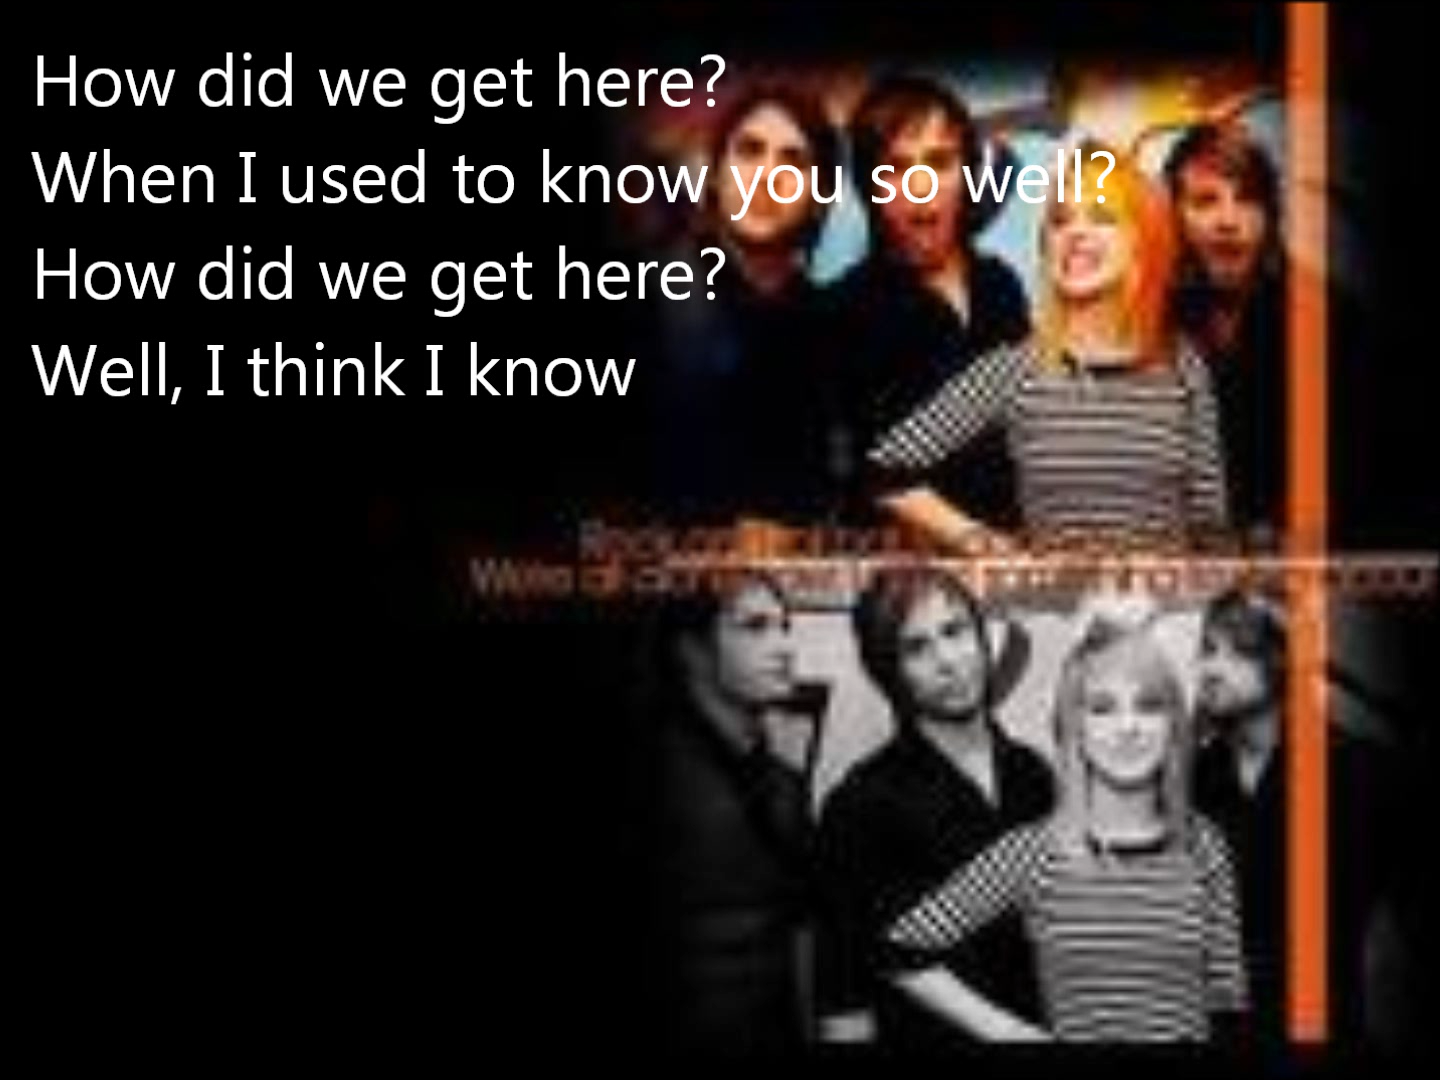 How did we get here?
When I used to know you so well?
How did we get here?
Well, I think I know